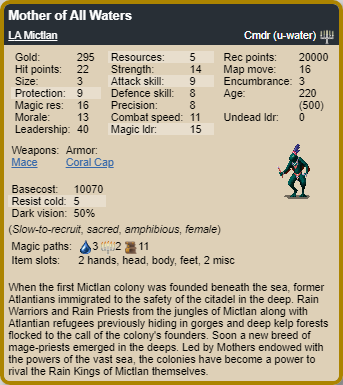 Mother of All Waters
LA Mictlan Cmdr (u-water)
Gold: 295 Resources: 5 Rec points: 20000
Hit points: 22 Strength: 14 Map move: 16
Size: 3 Attack skill: 9 Encumbrance: 3
Protection: 9 Defence skill: 8 Age: 220
Magic res: 16 Precision: 8 (500)
Morale: 13 Combat speed: 11 Undead ldr: 0
Leadership: 40 Magic ldr: 15
Weapons: Armor:
Mace Coral Cap
Basecost: 10070
Resist cold: 5
Dark vision: 50%
(Slow-to-recruit, sacred, amphibious, female)
Magic paths: 3 2 11
Item slots: 2 hands, head, body, feet, 2 misc
When the first Mictlan colony was founded beneath the sea, former
Atlantians immigrated to the safety of the citadel in the deep. Rain
Warriors and Rain Priests from the jungles of Mictlan along with
Atlantian refugees previously hiding in gorges and deep kelp forests
flocked to the call of the colony's founders. Soon a new breed of
mage-priests emerged in the deeps. Led by Mothers endowed with
the powers of the vast sea, the colonies have become a power to
rival the Rain Kings of Mictlan themselves.